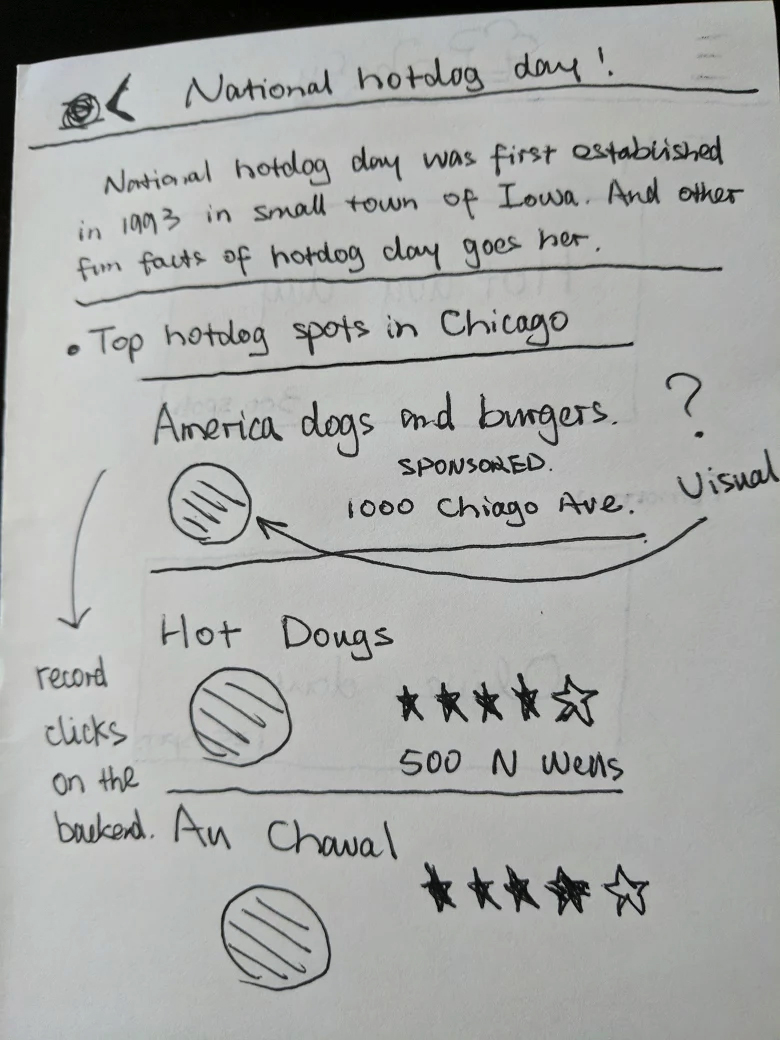 < National hotdog day!
National hotdog day was first established
in 1993 in small town of Iowa. And other
fun facts of hotdog day goes her.
• Top hotdog spots in Chicago
America dogs and burgers. ?
SPONSORED.
Visual
1000 Chiago Ave.
Hot Dougs
500 N Wells
record
clicks
on the
backend.
Au Chaval